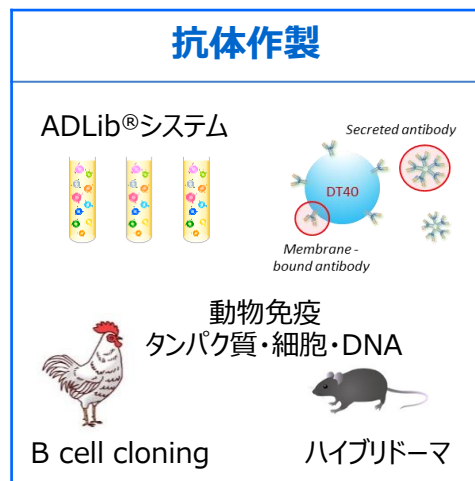 抗体作製
ADLib®システム
Secreted antibody
DT40
Membrane -
bound antibody
動物免疫
タンパク質・細胞・DNA
B cell cloning
ハイブリドーマ